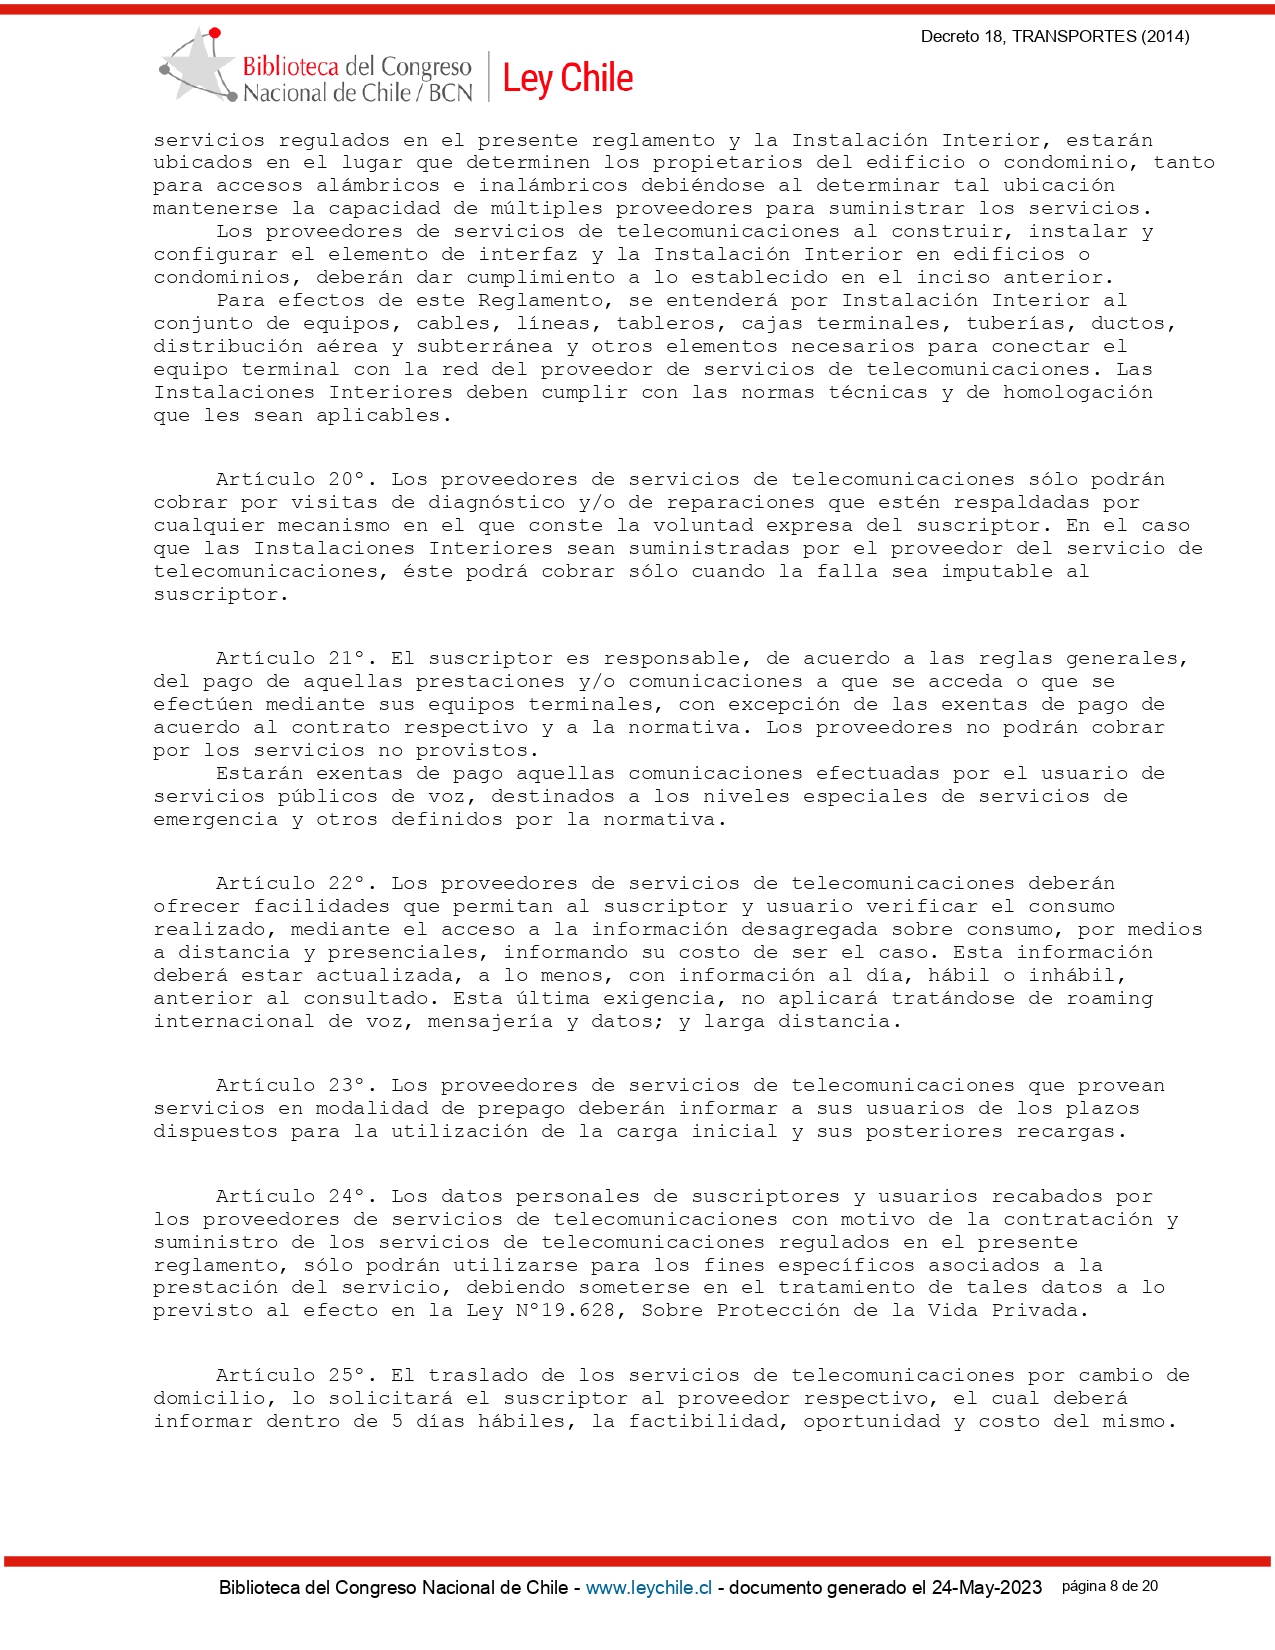 Decreto 18, TRANSPORTES (2014)
Biblioteca del Congreso
Nacional de Chile / BCN
Ley Chile
servicios regulados en el presente reglamento y la Instalación Interior, estarán
ubicados en el lugar que determinen los propietarios del edificio o condominio, tanto
para accesos alámbricos e inalámbricos debiéndose al determinar tal ubicación
mantenerse la capacidad de múltiples proveedores para suministrar los servicios.
Los proveedores de servicios de telecomunicaciones al construir, instalar y
configurar el elemento de interfaz y la Instalación Interior en edificios o
condominios, deberán dar cumplimiento a lo establecido en el inciso anterior.
Para efectos de este Reglamento, se entenderá por Instalación Interior al
conjunto de equipos, cables, líneas, tableros, cajas terminales, tuberías, ductos,
distribución aérea y subterránea y otros elementos necesarios para conectar el
equipo terminal con la red del proveedor de servicios de telecomunicaciones. Las
Instalaciones Interiores deben cumplir con las normas técnicas y de homologación
que les sean aplicables.
Artículo 20º. Los proveedores de servicios de telecomunicaciones sólo podrán
cobrar por visitas de diagnóstico y/o de reparaciones que estén respaldadas por
cualquier mecanismo en el que conste la voluntad expresa del suscriptor. En el caso
que las Instalaciones Interiores sean suministradas por el proveedor del servicio de
telecomunicaciones, éste podrá cobrar sólo cuando la falla sea imputable al
suscriptor.
Artículo 21º. El suscriptor es responsable, de acuerdo a las reglas generales,
del pago de aquellas prestaciones y/o comunicaciones a que se acceda o que se
efectúen mediante sus equipos terminales, con excepción de las exentas de pago de
acuerdo al contrato respectivo y a la normativa. Los proveedores no podrán cobrar
por los servicios no provistos.
Estarán exentas de pago aquellas comunicaciones efectuadas por el usuario de
servicios públicos de voz, destinados a los niveles especiales de servicios de
emergencia y otros definidos por la normativa.
Artículo 22º. Los proveedores de servicios de telecomunicaciones deberán
ofrecer facilidades que permitan al suscriptor y usuario verificar el consumo
realizado, mediante el acceso a la información desagregada sobre consumo, por medios
a distancia y presenciales, informando su costo de ser el caso. Esta información
deberá estar actualizada, a lo menos, con información al día, hábil o inhábil,
anterior al consultado. Esta última exigencia, no aplicará tratándose de roaming
internacional de voz, mensajería y datos; y larga distancia.
Artículo 23º. Los proveedores de servicios de telecomunicaciones que provean
servicios en modalidad de prepago deberán informar a sus usuarios de los plazos
dispuestos para la utilización de la carga inicial y sus posteriores recargas.
Artículo 24º. Los datos personales de suscriptores y usuarios recabados por
los proveedores de servicios de telecomunicaciones con motivo de la contratación y
suministro de los servicios de telecomunicaciones regulados en el presente
reglamento, sólo podrán utilizarse para los fines específicos asociados a la
prestación del servicio, debiendo someterse en el tratamiento de tales datos a lo
previsto al efecto en la Ley Nº19.628, Sobre Protección de la Vida Privada.
Artículo 25º. El traslado de los servicios de telecomunicaciones por cambio de
domicilio, lo solicitará el suscriptor al proveedor respectivo, el cual deberá
informar dentro de 5 días hábiles, la factibilidad, oportunidad y costo del mismo.
Biblioteca del Congreso Nacional de Chile - www.leychile.cl - documento generado el 24-May-2023 página 8 de 20